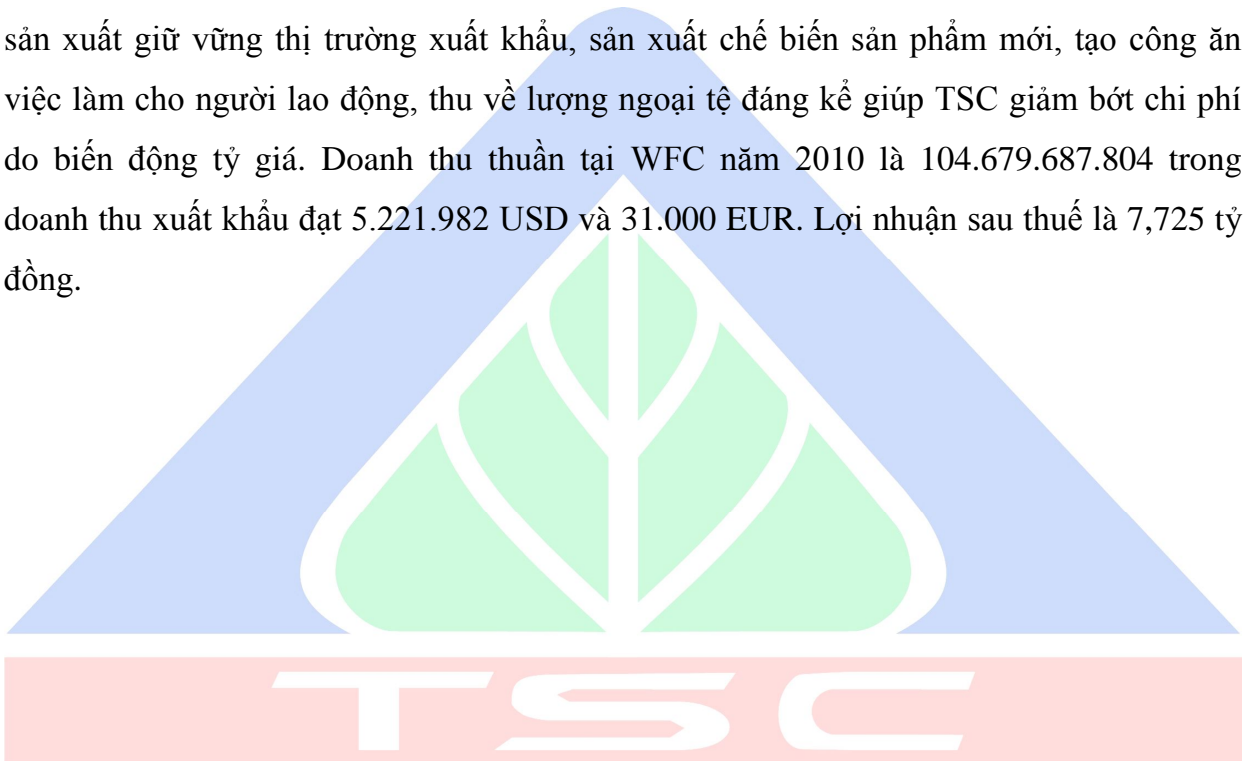 sản xuất giữ vững thị trường xuất khẩu, sản xuất chế biến sản phẩm mới, tạo công ăn
việc làm cho người lao động, thu về lượng ngoại tệ đáng kể giúp TSC giảm bớt chi phí
do biến động tỷ giá. Doanh thu thuần tại WFC năm 2010 là 104.679.687.804 trong
doanh thu xuất khẩu đạt 5.221.982 USD và 31.000 EUR. Lợi nhuận sau thuế là 7,725 tỷ
đồng.
TSC